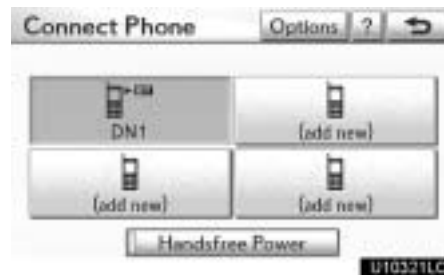 Connect Phone Options ?
DN1 (add new)
(add new) (add new)
Handsfree Power
U10321LC